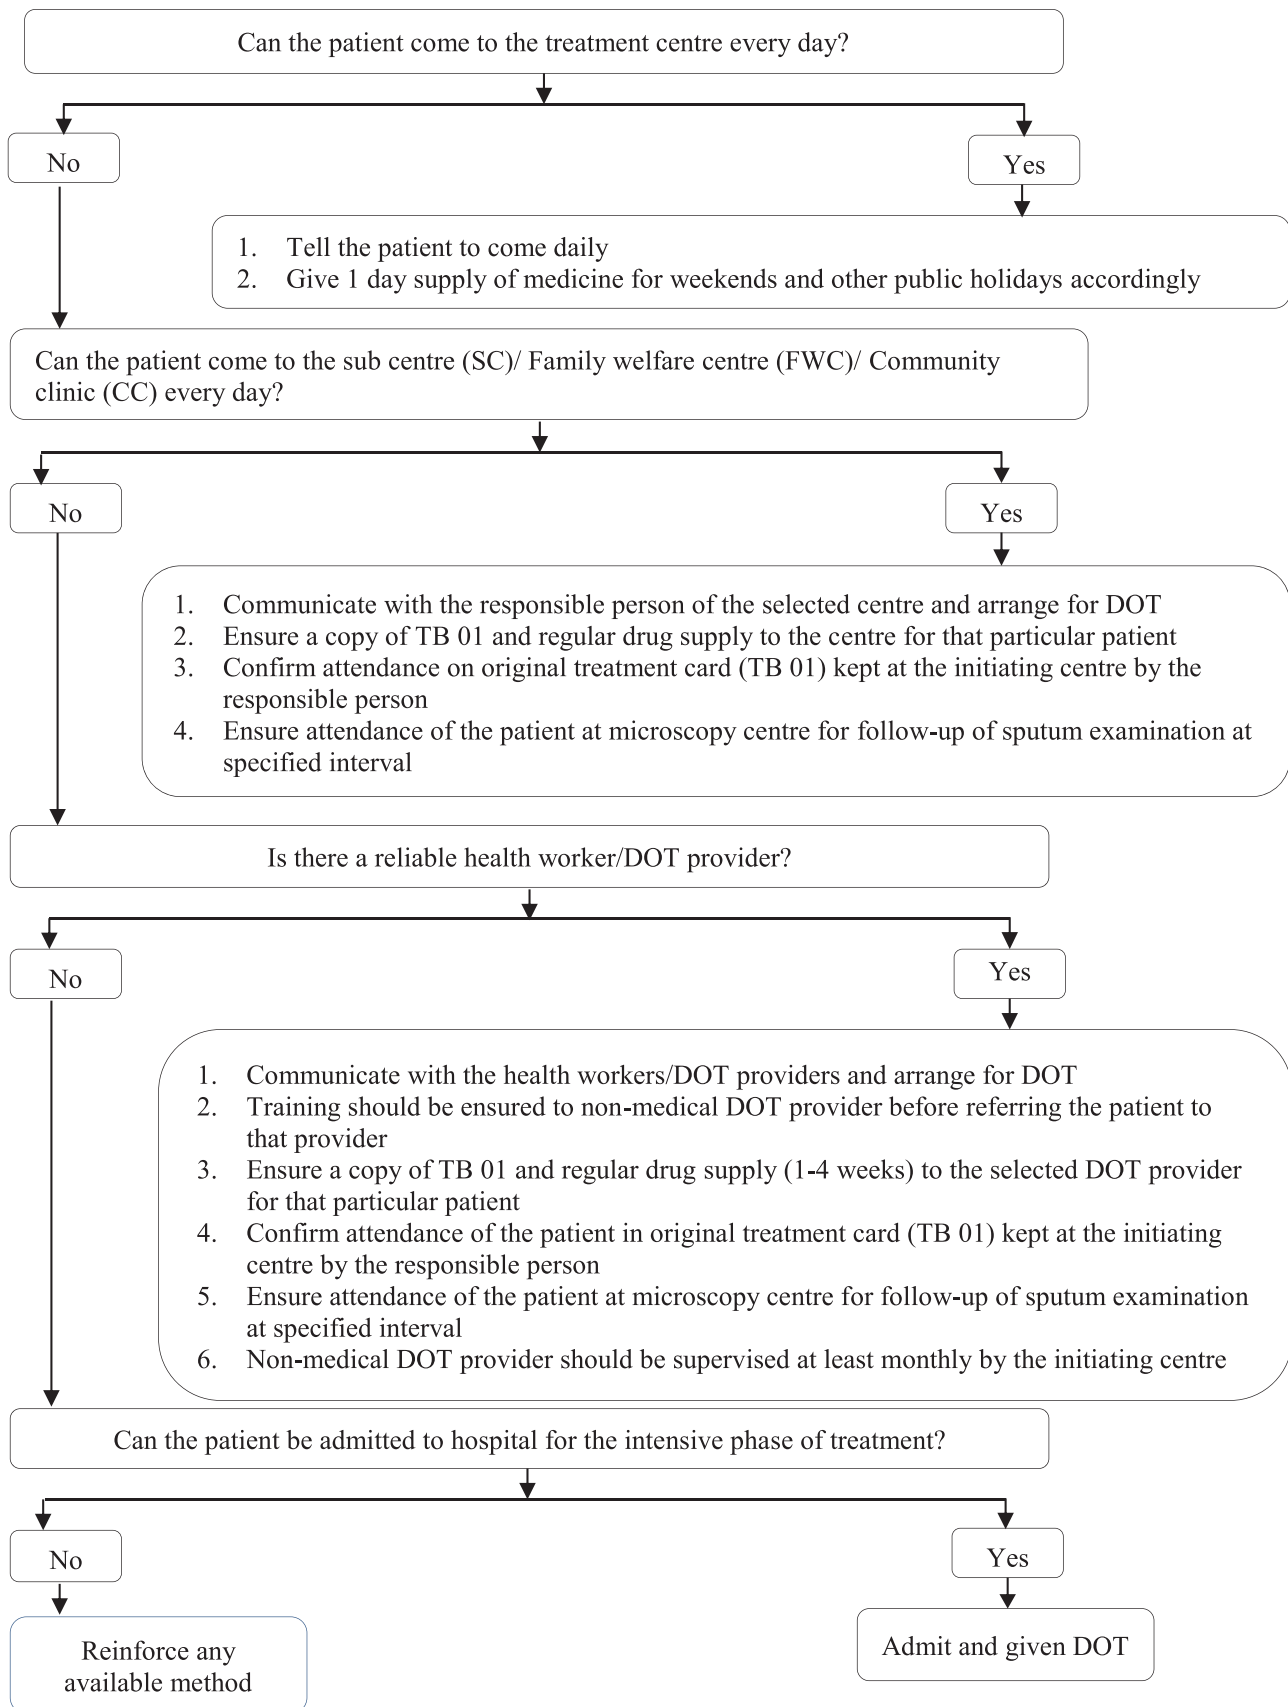 Can the patient come to the treatment centre every day?
No
Yes
1. Tell the patient to come daily
2. Give 1 day supply of medicine for weekends and other public holidays accordingly
Can the patient come to the sub centre (SC)/ Family welfare centre (FWC)/ Community
clinic (CC) every day?
No
Yes
1. Communicate with the responsible person of the selected centre and arrange for DOT
2. Ensure a copy of TB 01 and regular drug supply to the centre for that particular patient
3. Confirm attendance on original treatment card (TB 01) kept at the initiating centre by the
responsible person
4. Ensure attendance of the patient at microscopy centre for follow-up of sputum examination at
specified interval
Is there a reliable health worker/DOT provider?
No
Yes
1. Communicate with the health workers/DOT providers and arrange for DOT
2. Training should be ensured to non-medical DOT provider before referring the patient to
that provider
3. Ensure a copy of TB 01 and regular drug supply (1-4 weeks) to the selected DOT provider
for that particular patient
4. Confirm attendance of the patient in original treatment card (TB 01) kept at the initiating
centre by the responsible person
5. Ensure attendance of the patient at microscopy centre for follow-up of sputum examination
at specified interval
6. Non-medical DOT provider should be supervised at least monthly by the initiating centre
Can the patient be admitted to hospital for the intensive phase of treatment?
No
Yes
Reinforce any
available method
Admit and given DOT